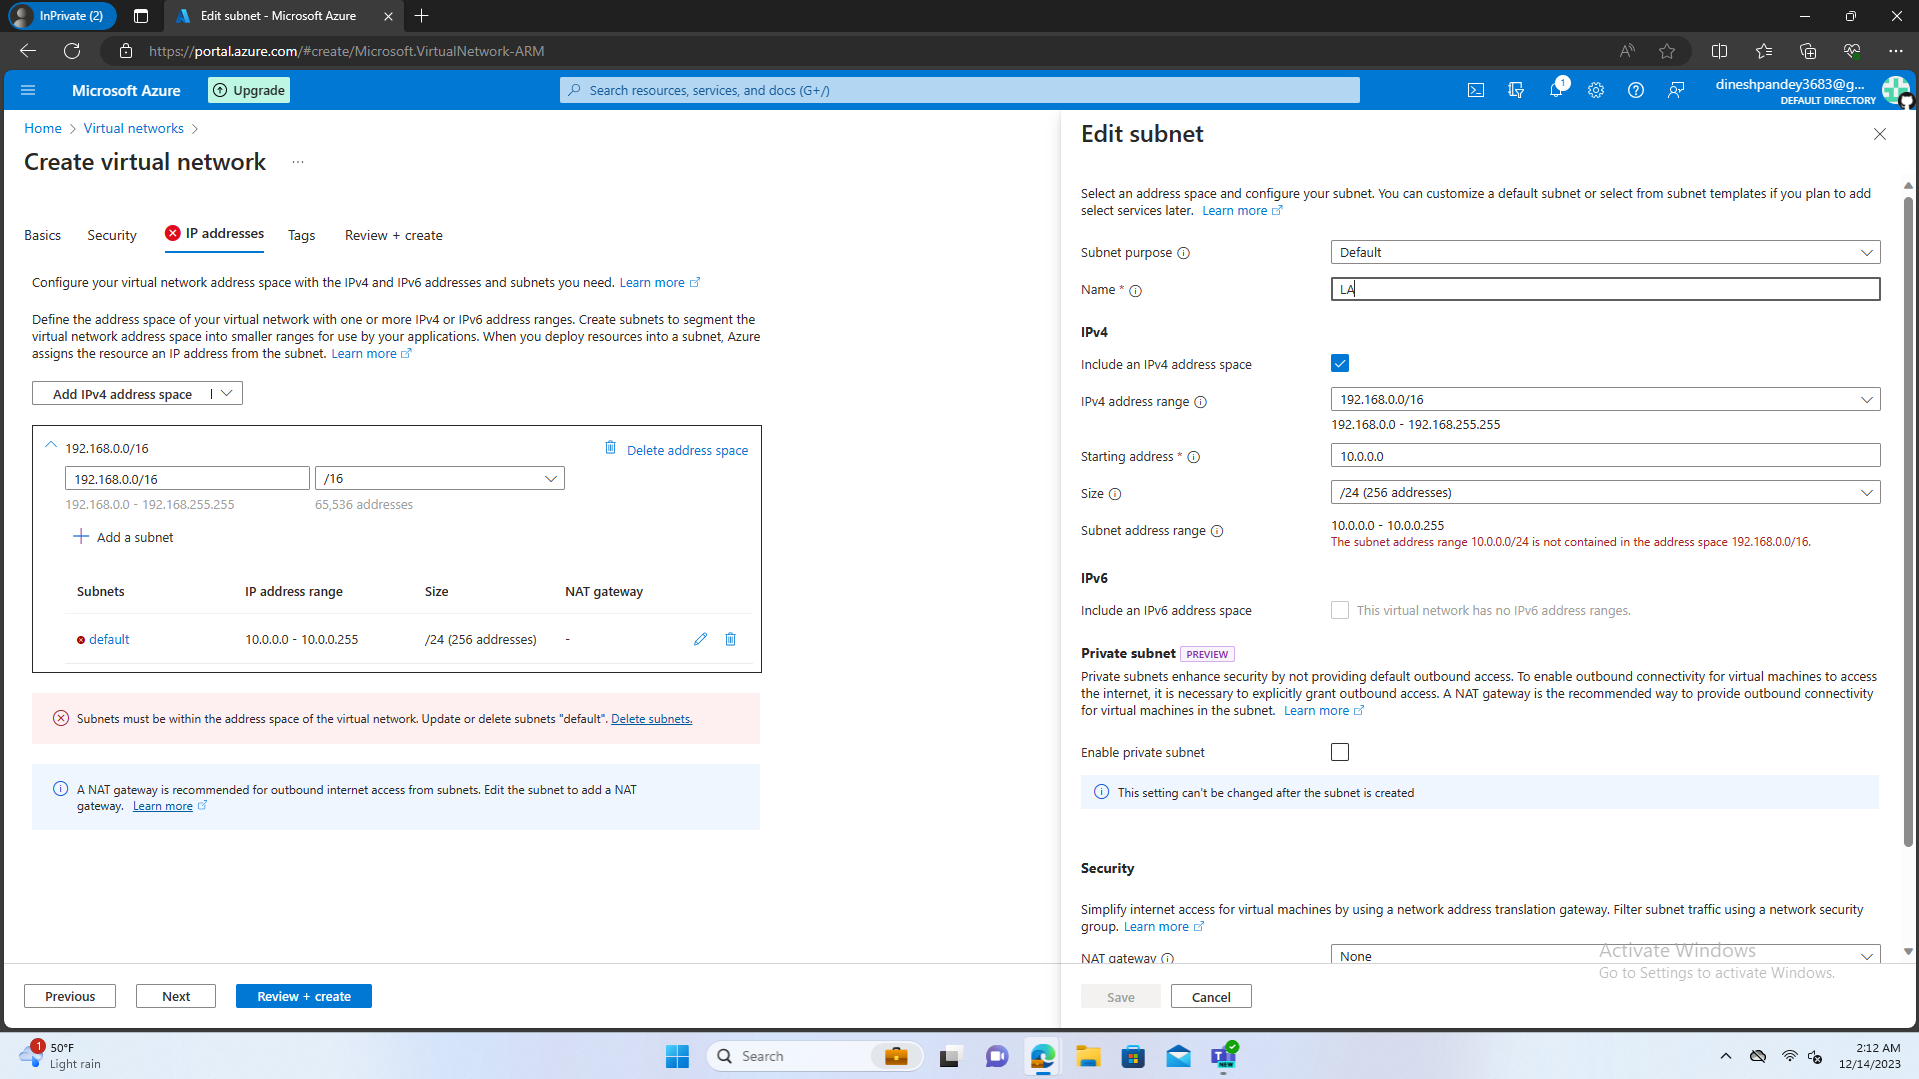 InPrivate (2)
Edit subnet - Microsoft Azure
https://portal.azure.com/#create/Microsoft.VirtualNetwork-ARM
Microsoft Azure
Upgrade
Search resources, services, and docs (G+/)
1
dineshpandey3683@g...
DEFAULT DIRECTORY
Home > Virtual networks >
Create virtual network ...
Basics
Security
IP addresses
Tags
Review + create
Configure your virtual network address space with the IPv4 and IPv6 addresses and subnets you need. Learn more
Define the address space of your virtual network with one or more IPv4 or IPv6 address ranges. Create subnets to segment the
virtual network address space into smaller ranges for use by your applications. When you deploy resources into a subnet, Azure
assigns the resource an IP address from the subnet. Learn more
Add IPv4 address space |
192.168.0.0/16
Delete address space
192.168.0.0/16
/16
192.168.0.0 - 192.168.255.255
65,536 addresses
+ Add a subnet
Subnets
IP address range
Size
NAT gateway
default
10.0.0.0 - 10.0.0.255
/24 (256 addresses)
-
Subnets must be within the address space of the virtual network. Update or delete subnets "default". Delete subnets.
A NAT gateway is recommended for outbound internet access from subnets. Edit the subnet to add a NAT
gateway. Learn more
Previous
Next
Review + create
Edit subnet
Select an address space and configure your subnet. You can customize a default subnet or select from subnet templates if you plan to add
select services later. Learn more
Subnet purpose
Default
Name *
LA
IPv4
Include an IPv4 address space
IPv4 address range
192.168.0.0/16
192.168.0.0 - 192.168.255.255
Starting address *
10.0.0.0
Size
/24 (256 addresses)
Subnet address range
10.0.0.0 - 10.0.0.255
The subnet address range 10.0.0.0/24 is not contained in the address space 192.168.0.0/16.
IPv6
Include an IPv6 address space
This virtual network has no IPv6 address ranges.
Private subnet PREVIEW
Private subnets enhance security by not providing default outbound access. To enable outbound connectivity for virtual machines to access
the internet, it is necessary to explicitly grant outbound access. A NAT gateway is the recommended way to provide outbound connectivity
for virtual machines in the subnet. Learn more
Enable private subnet
This setting can't be changed after the subnet is created
Security
Simplify internet access for virtual machines by using a network address translation gateway. Filter subnet traffic using a network security
group. Learn more
NAT gateway
None
Activate Windows
Go to Settings to activate Windows.
Save
Cancel
1
50°F
Light rain
Search
NEW
2:12 AM
12/14/2023